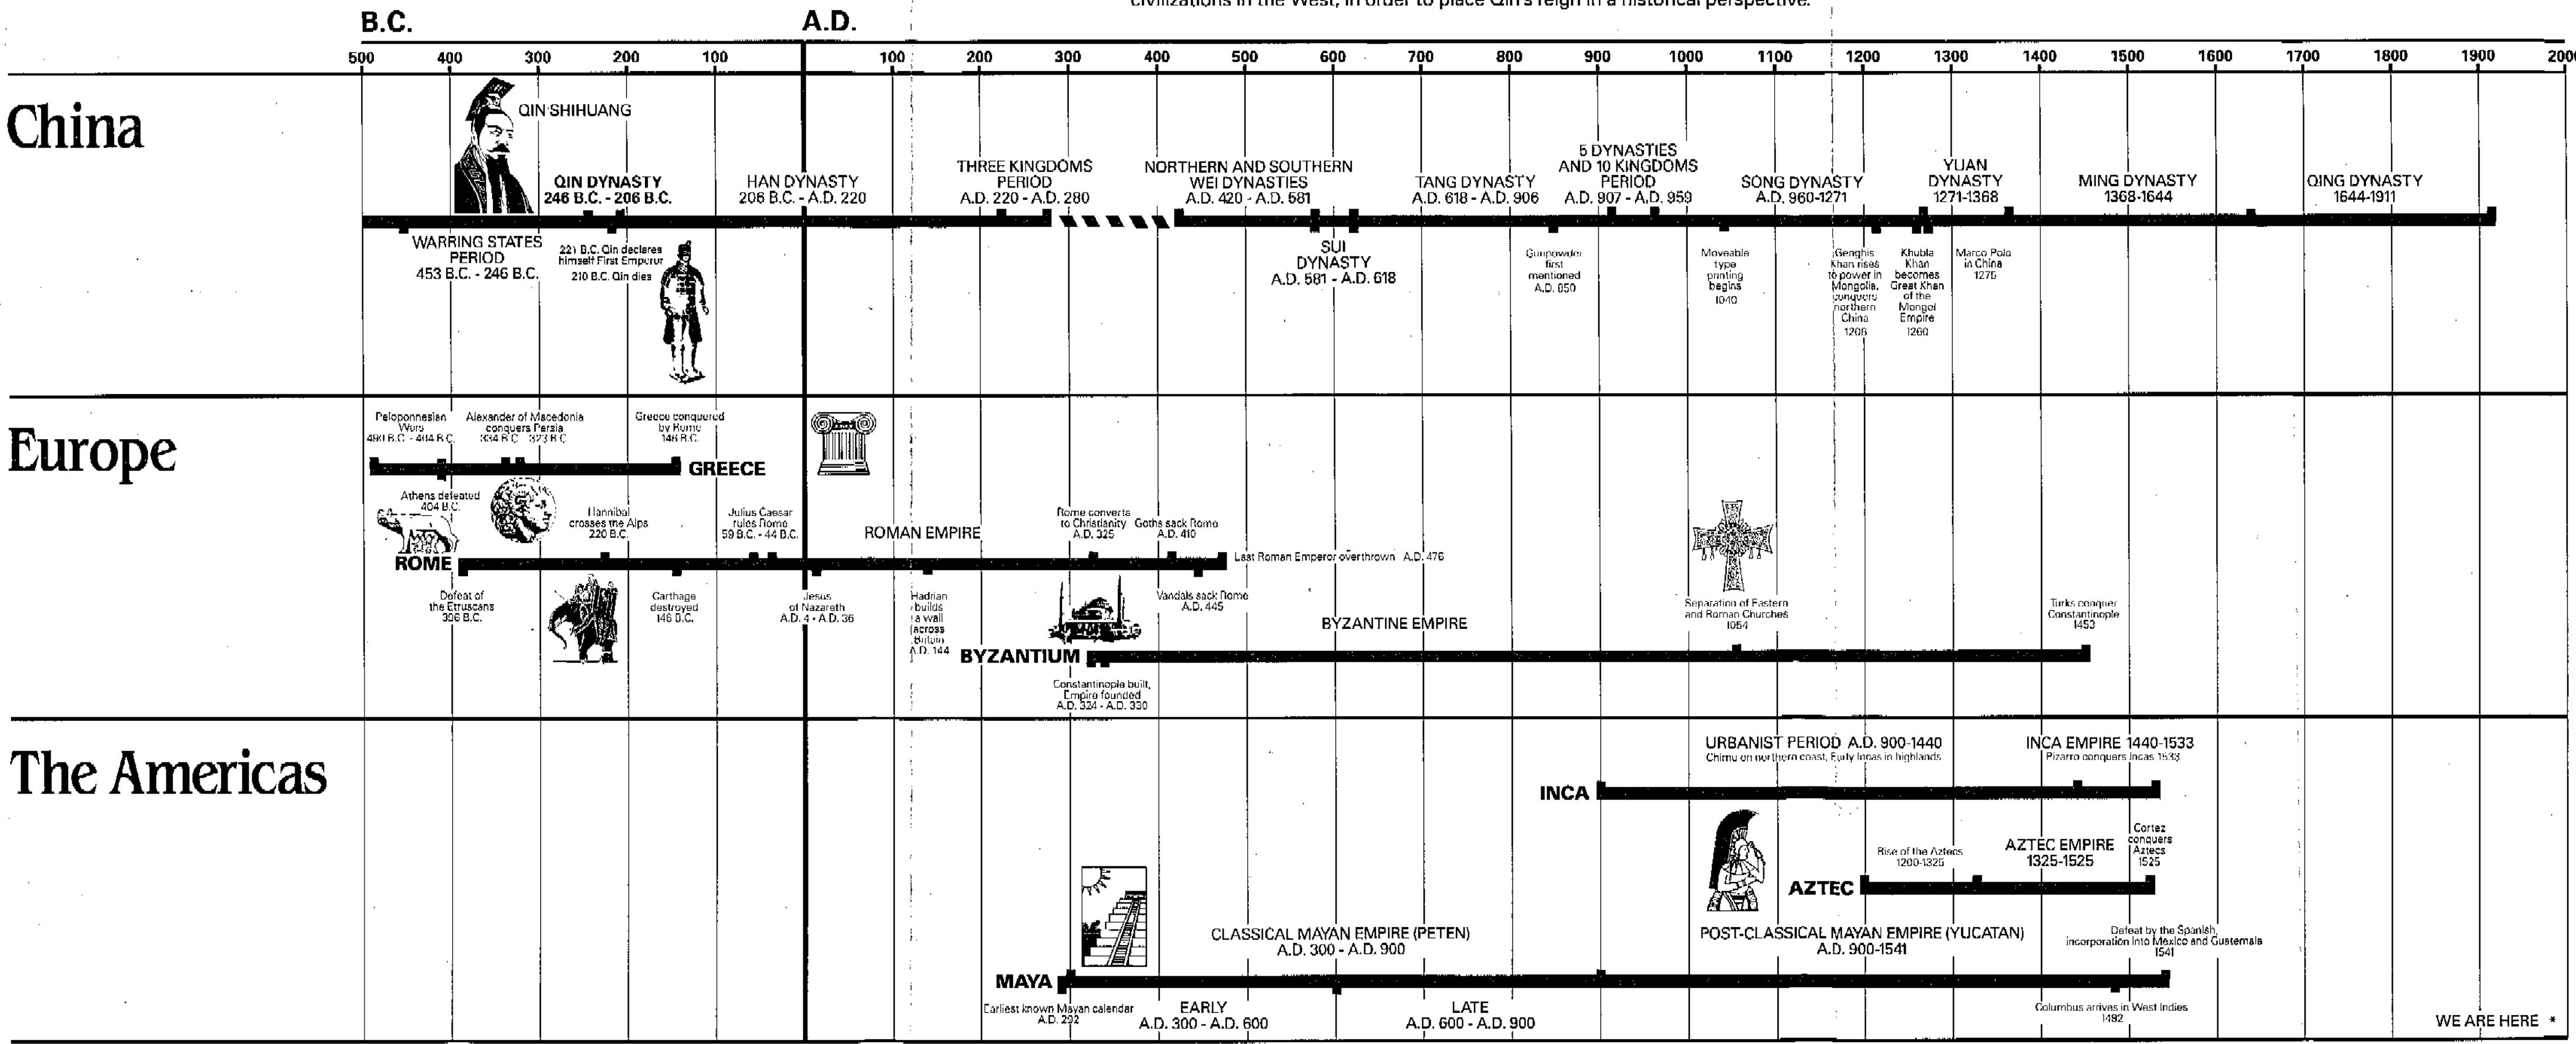 civilizations in the West, in order to place Qin's reign in a historical perspective.
B.C. A.D.
500 400 300 200 100 100 200 300 400 500 600 700 800 900 1000 1100 1200 1300 1400 1500 1600 1700 1800 1900 200
China
QIN SHIHUANG
QIN DYNASTY
246 B.C. - 206 B.C.
HAN DYNASTY
206 B.C. - A.D. 220
THREE KINGDOMS
PERIOD
A.D. 220 - A.D. 280
NORTHERN AND SOUTHERN
WEI DYNASTIES
A.D. 420 - A.D. 581
TANG DYNASTY
A.D. 618 - A.D. 906
5 DYNASTIES
AND 10 KINGDOMS
PERIOD
A.D. 907 - A.D. 959
SONG DYNASTY
A.D. 960-1271
YUAN
DYNASTY
1271-1368
MING DYNASTY
1368-1644
QING DYNASTY
1644-1911
WARRING STATES
PERIOD
453 B.C. - 246 B.C.
221 B.C. Qin declares
himself First Emperor
210 B.C. Qin dies
SUI
DYNASTY
A.D. 581 - A.D. 618
Gunpowder
first
mentioned
A.D. 850
Moveable
type
printing
begins
1040
Genghis
Khan rises
to power in
Mongolia,
conquers
northern
China
1206
Khubla
Khan
becomes
Great Khan
of the
Mongol
Empire
1260
Marco Polo
in China
1275
Europe
Peloponnesian
Wars
B.C. - 404 B.C.
Alexander of Macedonia
conquers Persia
334 B.C. 323 B.C.
Greece conquered
by Rome
146 B.C.
GREECE
Athens defeated
404 B.C.
Hannibal
crosses the Alps
220 B.C.
Julius Caesar
rules Rome
59 B.C. - 44 B.C.
ROMAN EMPIRE
Rome converts
to Christianity
A.D. 325
Goths sack Rome
A.D. 410
ROME
Last Roman Emperor overthrown A.D. 476
Defeat of
the Etruscans
396 B.C.
Carthage
destroyed
146 B.C.
Jesus
of Nazareth
A.D. 4 - A.D. 36
Hadrian
builds
a wall
across
Britain
A.D. 144
Vandals sack Rome
A.D. 445
BYZANTINE EMPIRE
Separation of Eastern
and Roman Churches
1054
Turks conquer
Constantinople
1453
BYZANTIUM
Constantinople built,
Empire founded
A.D. 324 - A.D. 330
The Americas
URBANIST PERIOD A.D. 900-1440
Chimu on northern coast, Early Incas in highlands
INCA EMPIRE 1440-1533
Pizarro conquers Incas 1533
INCA
Rise of the Aztecs
1200-1325
AZTEC EMPIRE
1325-1525
Cortez
conquers
Aztecs
1525
AZTEC
CLASSICAL MAYAN EMPIRE (PETEN)
A.D. 300 - A.D. 900
POST-CLASSICAL MAYAN EMPIRE (YUCATAN)
A.D. 900-1541
Defeat by the Spanish,
incorporation into Mexico and Guatemala
1541
MAYA
Earliest known Mayan calendar
A.D. 292
EARLY
A.D. 300 - A.D. 600
LATE
A.D. 600 - A.D. 900
Columbus arrives in West Indies
1492
WE ARE HERE *